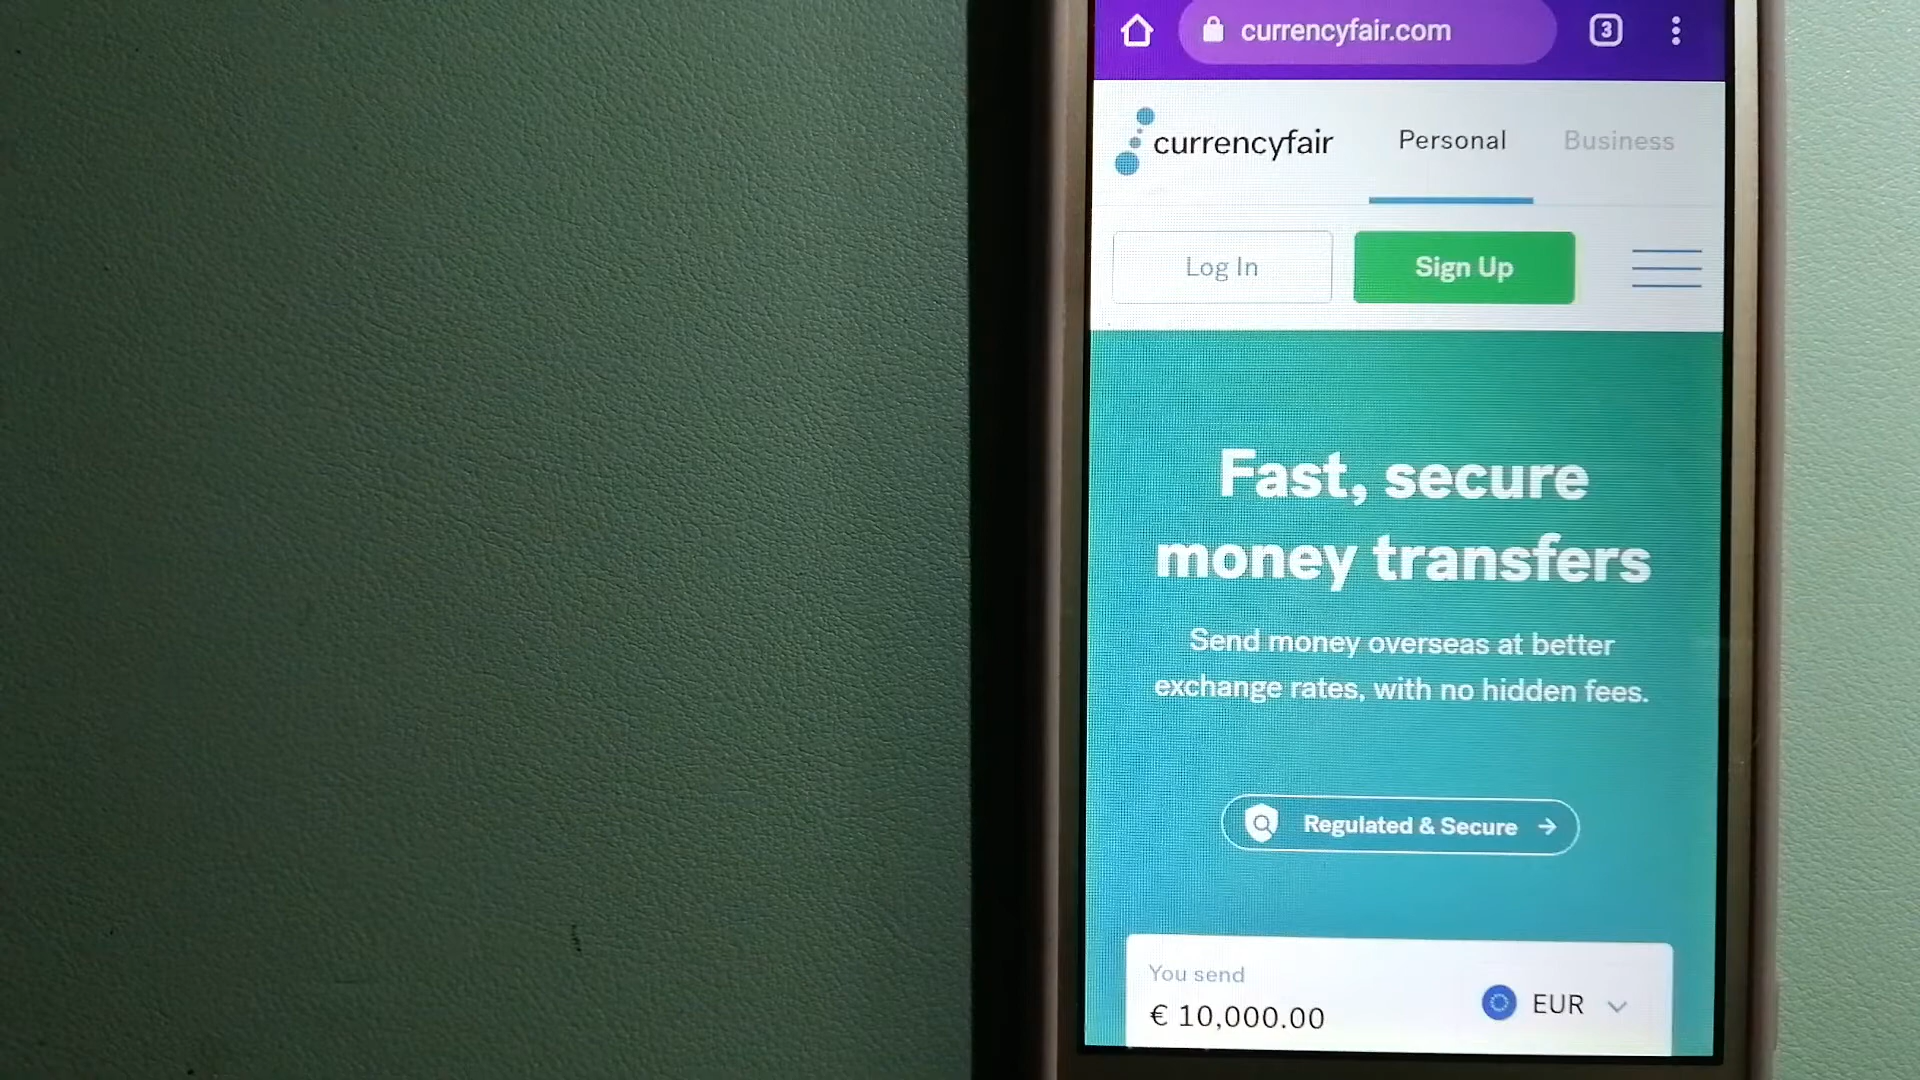 currencyfair.com
3
currencyfair
Personal
Business
Log In
Sign Up
Fast, secure
money transfers
Send money overseas at better
exchange rates, with no hidden fees.
Regulated & Secure →
You send
€ 10,000.00
EUR